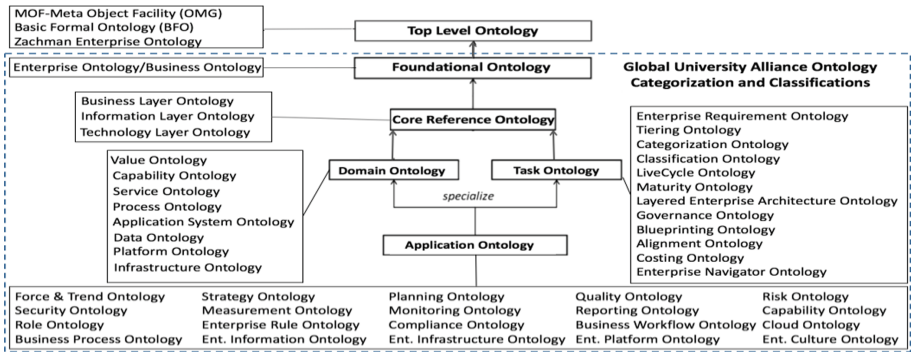 MOF-Meta Object Facility (OMG)
Basic Formal Ontology (BFO)
Zachman Enterprise Ontology
Top Level Ontology
Enterprise Ontology/Business Ontology
Foundational Ontology
Global University Alliance Ontology
Categorization and Classifications
Business Layer Ontology
Information Layer Ontology
Technology Layer Ontology
Core Reference Ontology
Value Ontology
Capability Ontology
Service Ontology
Process Ontology
Application System Ontology
Data Ontology
Platform Ontology
Infrastructure Ontology
Domain Ontology
Task Ontology
Enterprise Requirement Ontology
Tiering Ontology
Categorization Ontology
Classification Ontology
LiveCycle Ontology
Maturity Ontology
Layered Enterprise Architecture Ontology
Governance Ontology
Blueprinting Ontology
Alignment Ontology
Costing Ontology
Enterprise Navigator Ontology
specialize
Application Ontology
Force & Trend Ontology Strategy Ontology Planning Ontology Quality Ontology Risk Ontology
Security Ontology Measurement Ontology Monitoring Ontology Reporting Ontology Capability Ontology
Role Ontology Enterprise Rule Ontology Compliance Ontology Business Workflow Ontology Cloud Ontology
Business Process Ontology Ent. Information Ontology Ent. Infrastructure Ontology Ent. Platform Ontology Ent. Culture Ontology